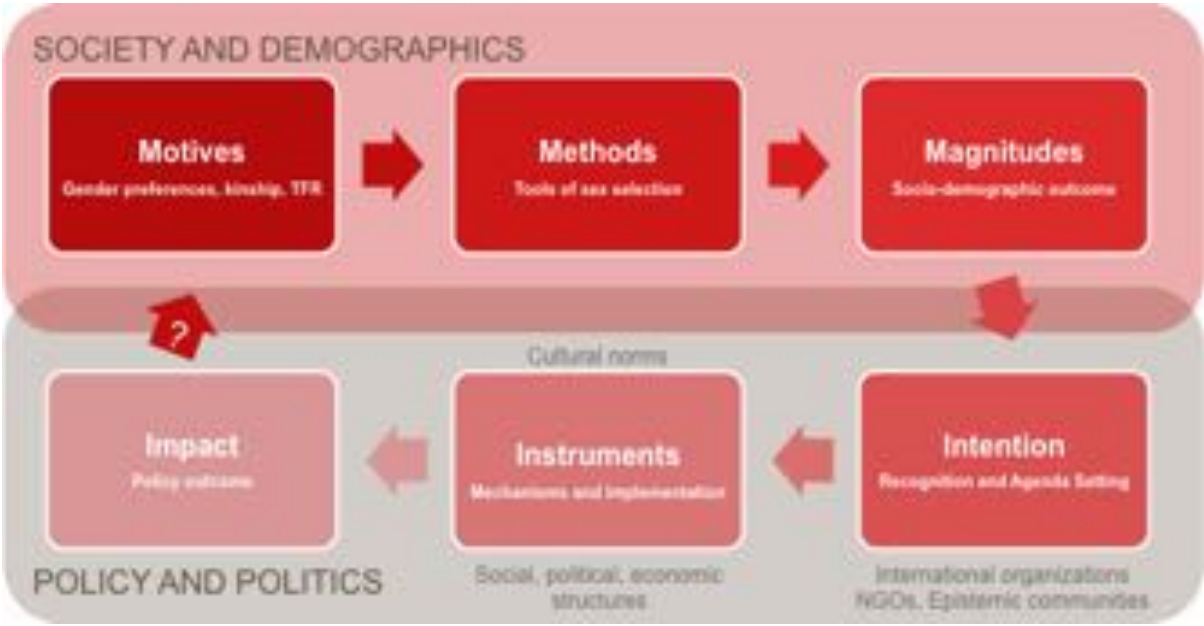 SOCIETY AND DEMOGRAPHICS
Motives
Gender preferences, kinship, TFR
Methods
Tools of sex selection
Magnitudes
Socio-demographic outcome
?
Cultural norms
Impact
Policy outcome
Instruments
Mechanisms and Implementation
Intention
Recognition and Agenda Setting
POLICY AND POLITICS
Social, political, economic
structures
International organizations
NGOs, Epistemic communities